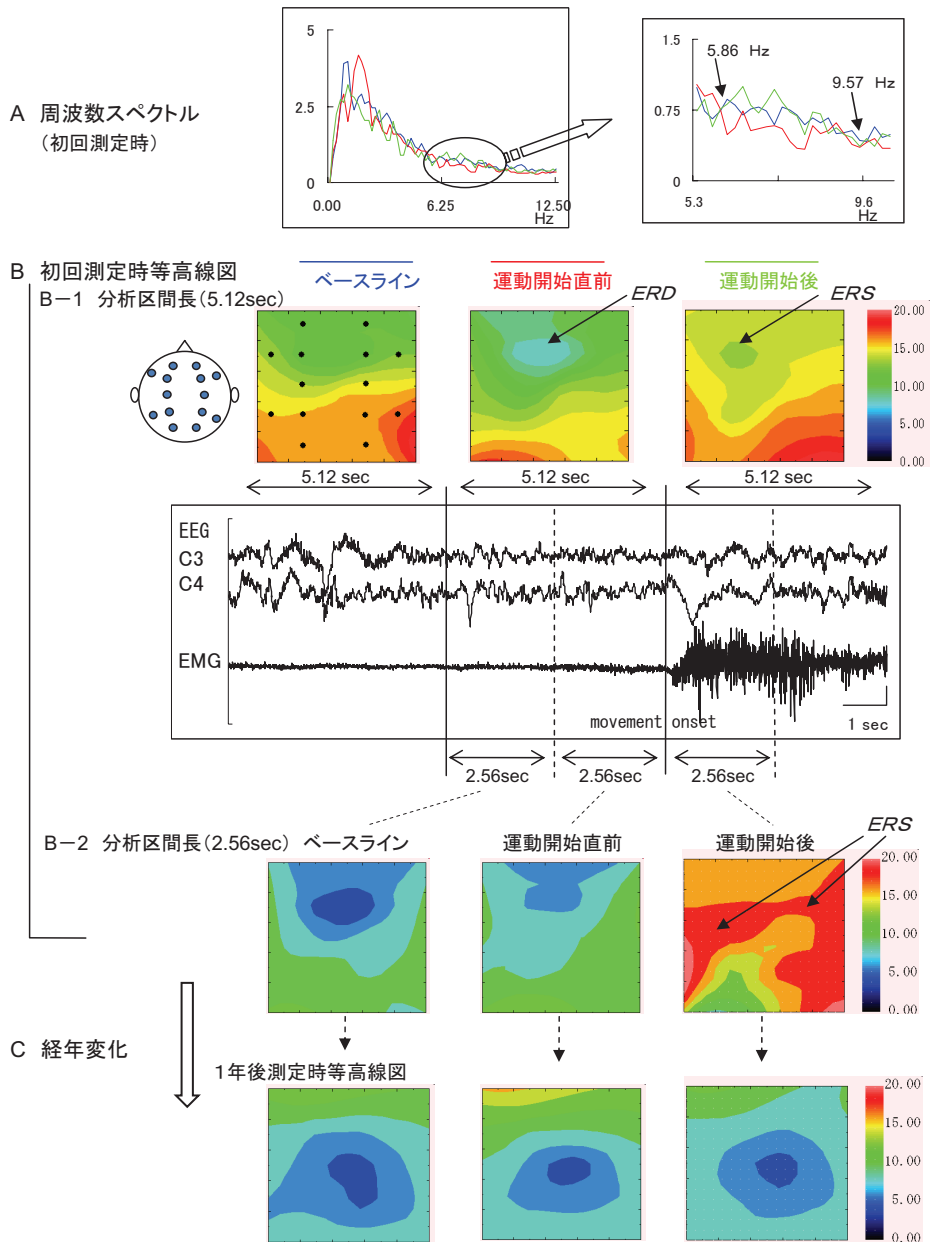 A 周波数スペクトル
(初回測定時)
5
2.5
0
0.00 6.25 12.50
Hz
1.5
0.75
0
5.86 Hz
9.57 Hz
5.3 9.6
Hz
B 初回測定時等高線図
B－1 分析区間長(5.12sec)
ベースライン
運動開始直前
運動開始後
ERD
ERS
20.00
15.00
10.00
5.00
0.00
5.12 sec
5.12 sec
5.12 sec
EEG
C3
C4
EMG
movement onset
1 sec
2.56sec
2.56sec
2.56sec
B－2 分析区間長(2.56sec) ベースライン
運動開始直前
運動開始後
ERS
20.00
15.00
10.00
5.00
0.00
C 経年変化
1年後測定時等高線図
20.00
15.00
10.00
5.00
0.00